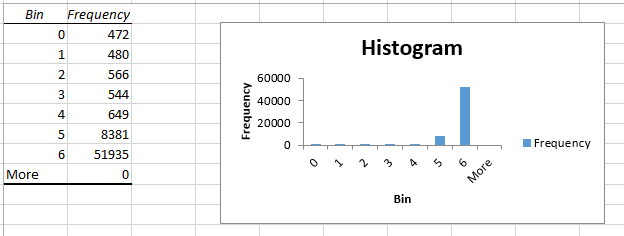 Bin Frequency
0 472
1 480
2 566
3 544
4 649
5 8381
6 51935
More 0
Histogram
Frequency
60000
40000
20000
0
0 1 2 3 4 5 6 More
Bin
Frequency